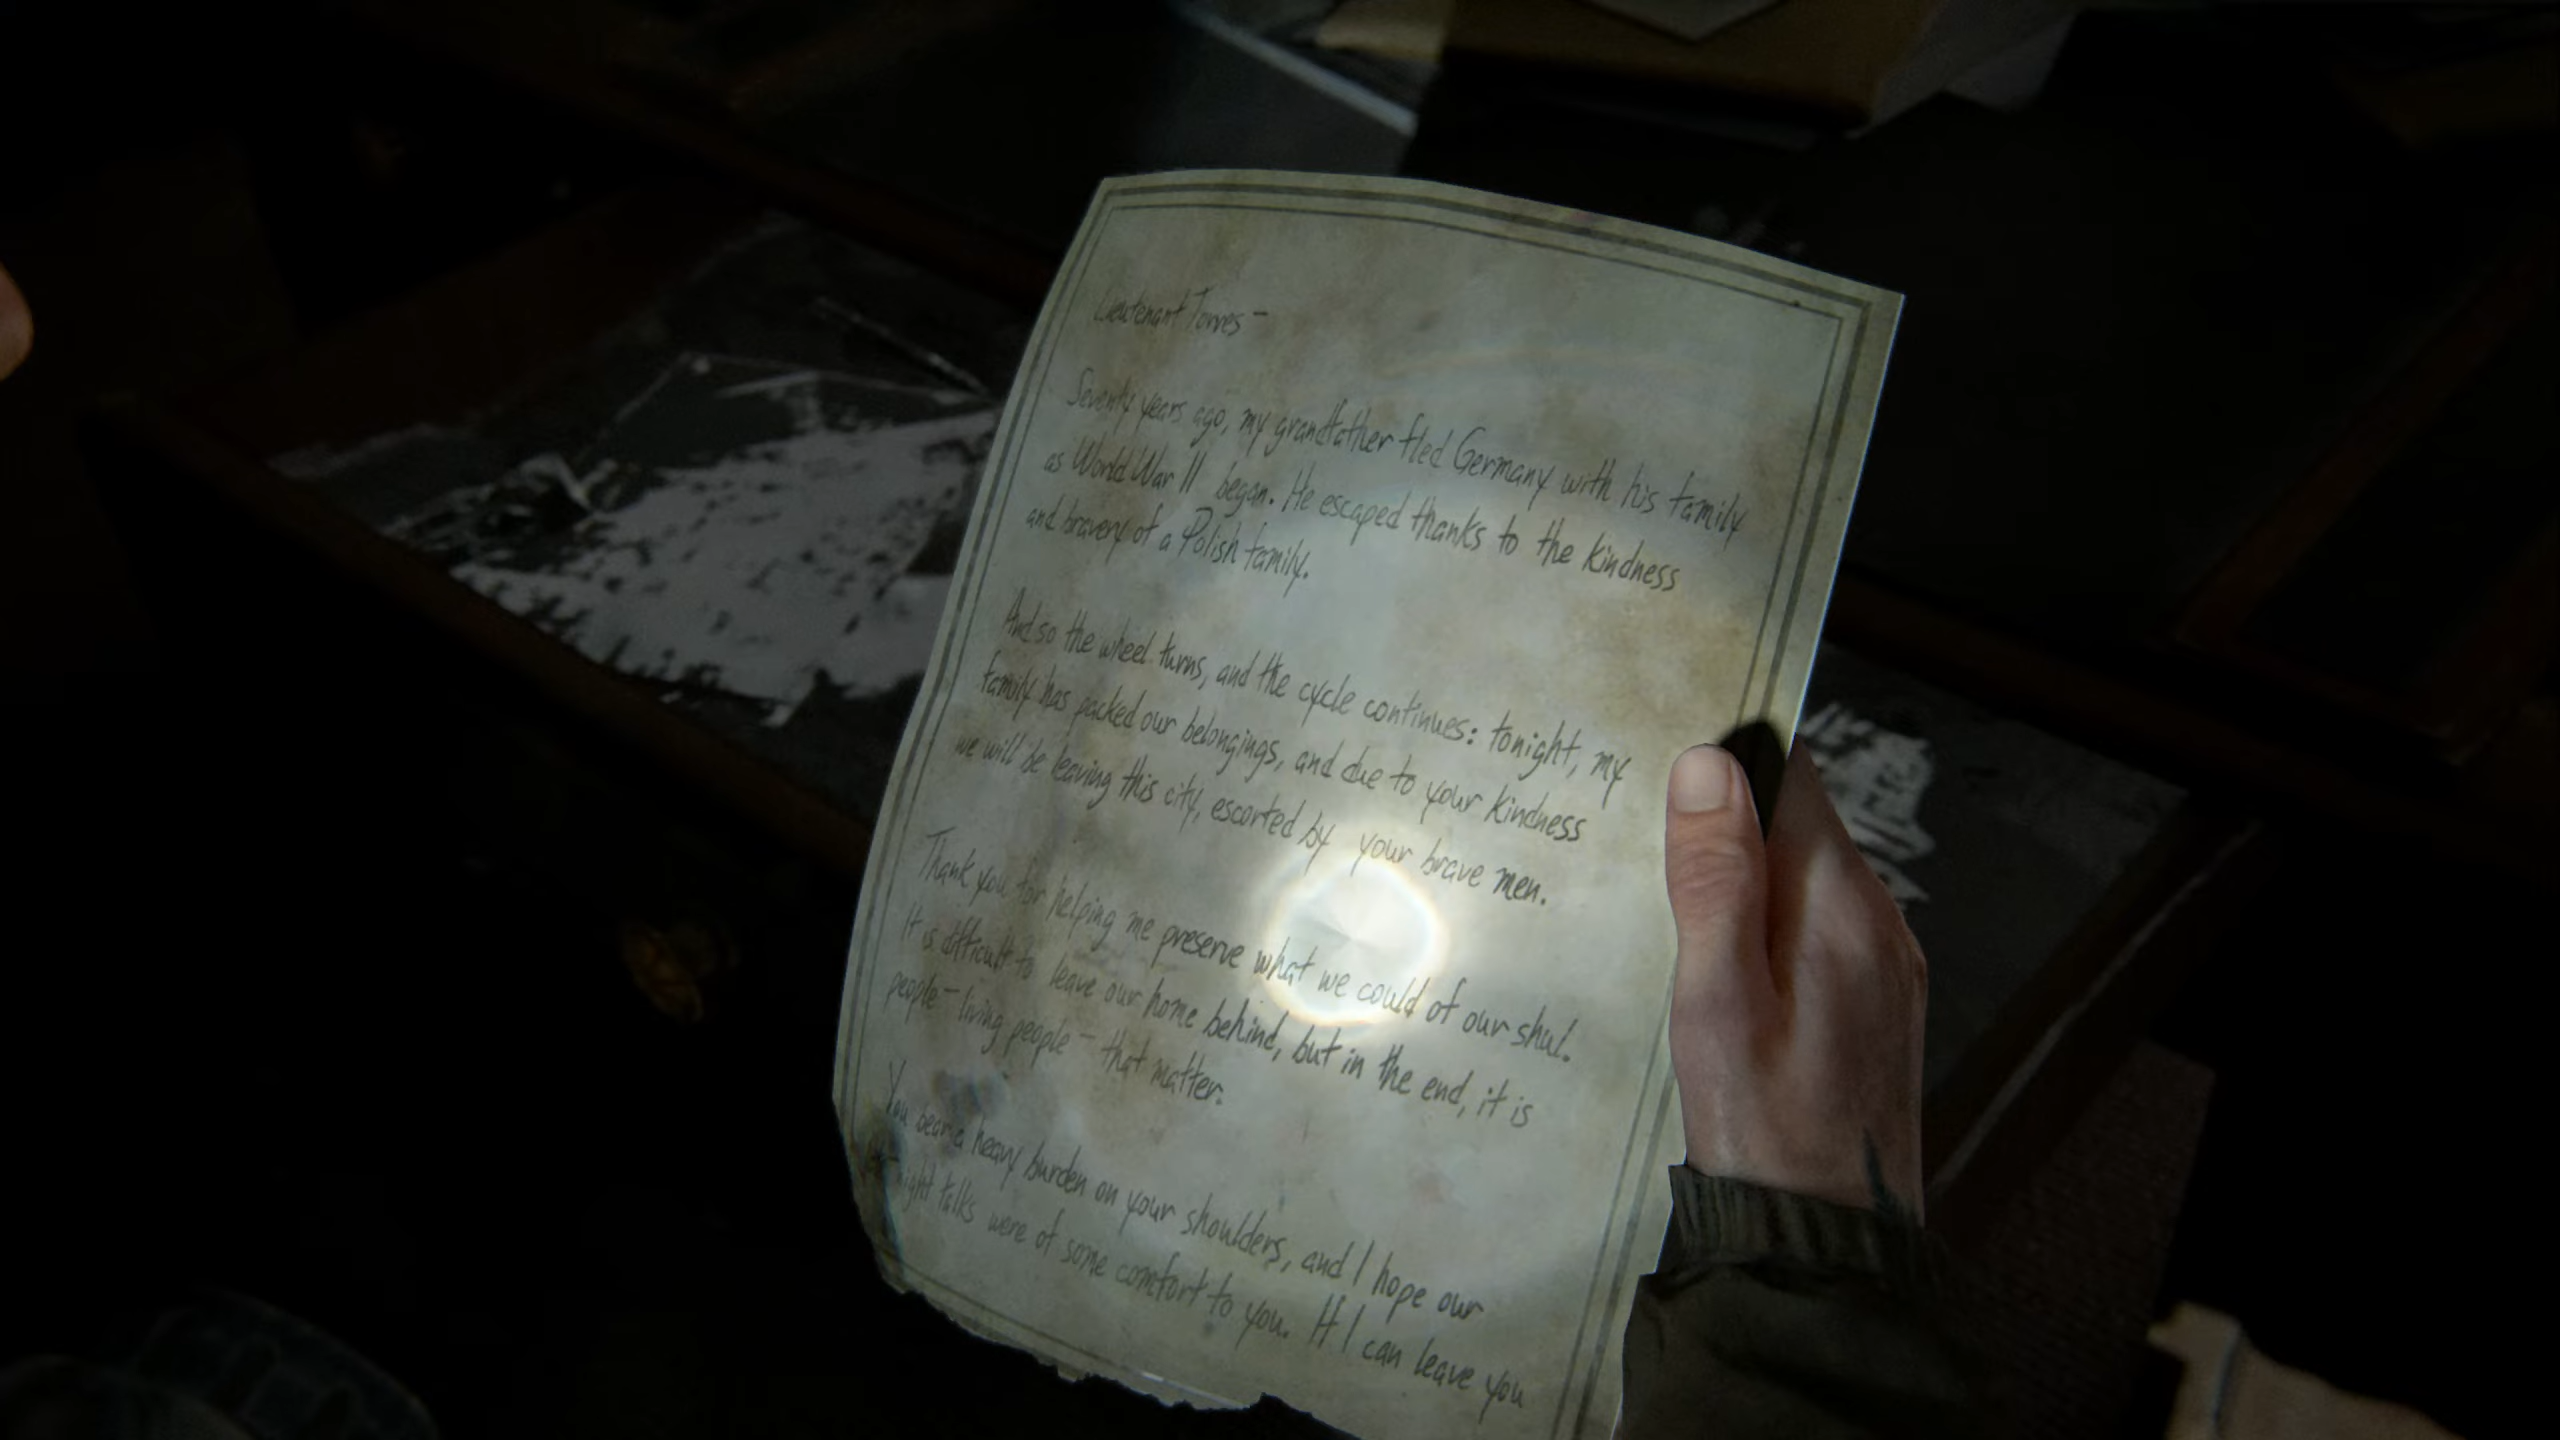 Lieutenant Torres-
Seventy years ago, my grandfather fled Germany with his family
as World War II began. He escaped thanks to the kindness
and bravery of a Polish family.
And so the wheel turns, and the cycle continues: tonight, my
family has packed our belongings, and due to your kindness
we will be leaving this city, escorted by your brave men.
Thank you for helping me preserve what we could of our shul.
It is difficult to leave our home behind, but in the end, it is
people-living people-that matter.
You bear a heavy burden on your shoulders, and I hope our
night talks were of some comfort to you. If I can leave you